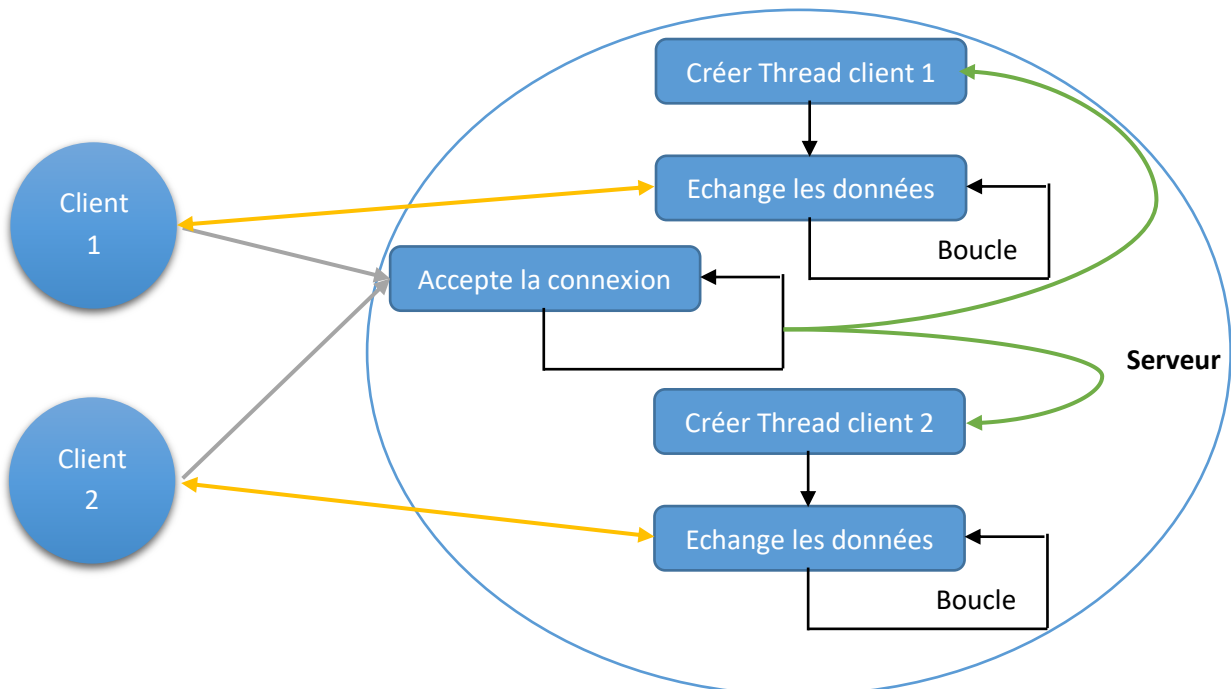 Créer Thread client 1
Client
1
Echange les données
Boucle
Accepte la connexion
Serveur
Créer Thread client 2
Client
2
Echange les données
Boucle